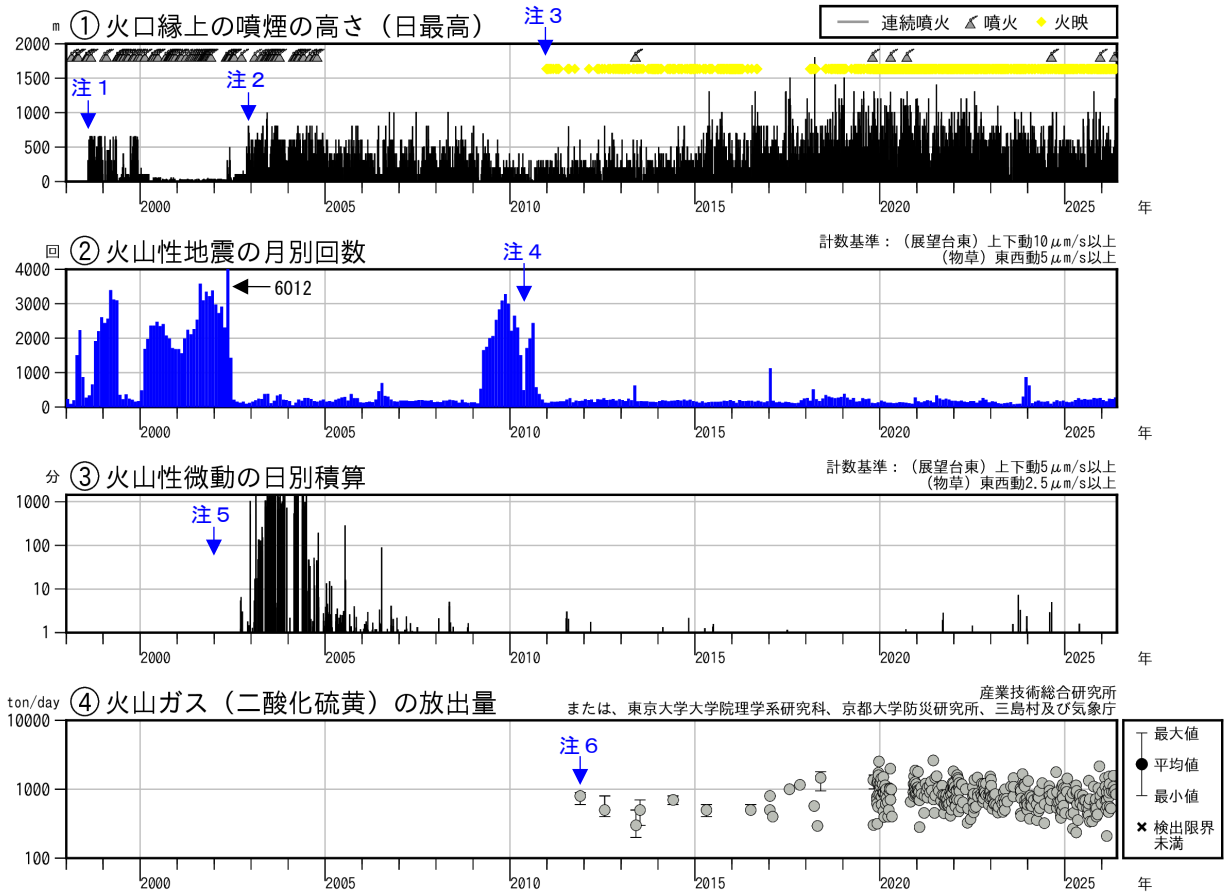 m ① 火口縁上の噴煙の高さ（日最高）
連続噴火 噴火 火映
注３
2000
1500
注１ 注２
1000
500
0
2000 2005 2010 2015 2020 2025 年
回 ② 火山性地震の月別回数
計数基準：（展望台東）上下動10μm/s以上
（物草）東西動5μm/s以上
注４
4000
6012
3000
2000
1000
0
2000 2005 2010 2015 2020 2025 年
分 ③ 火山性微動の日別積算
計数基準：（展望台東）上下動5μm/s以上
（物草）東西動2.5μm/s以上
1000
注５
100
10
1
2000 2005 2010 2015 2020 2025 年
ton/day ④ 火山ガス（二酸化硫黄）の放出量
産業技術総合研究所
または、東京大学大学院理学系研究科、京都大学防災研究所、三島村及び気象庁
10000
注６
1000
100
最大値
平均値
最小値
検出限界
未満
2000 2005 2010 2015 2020 2025 年